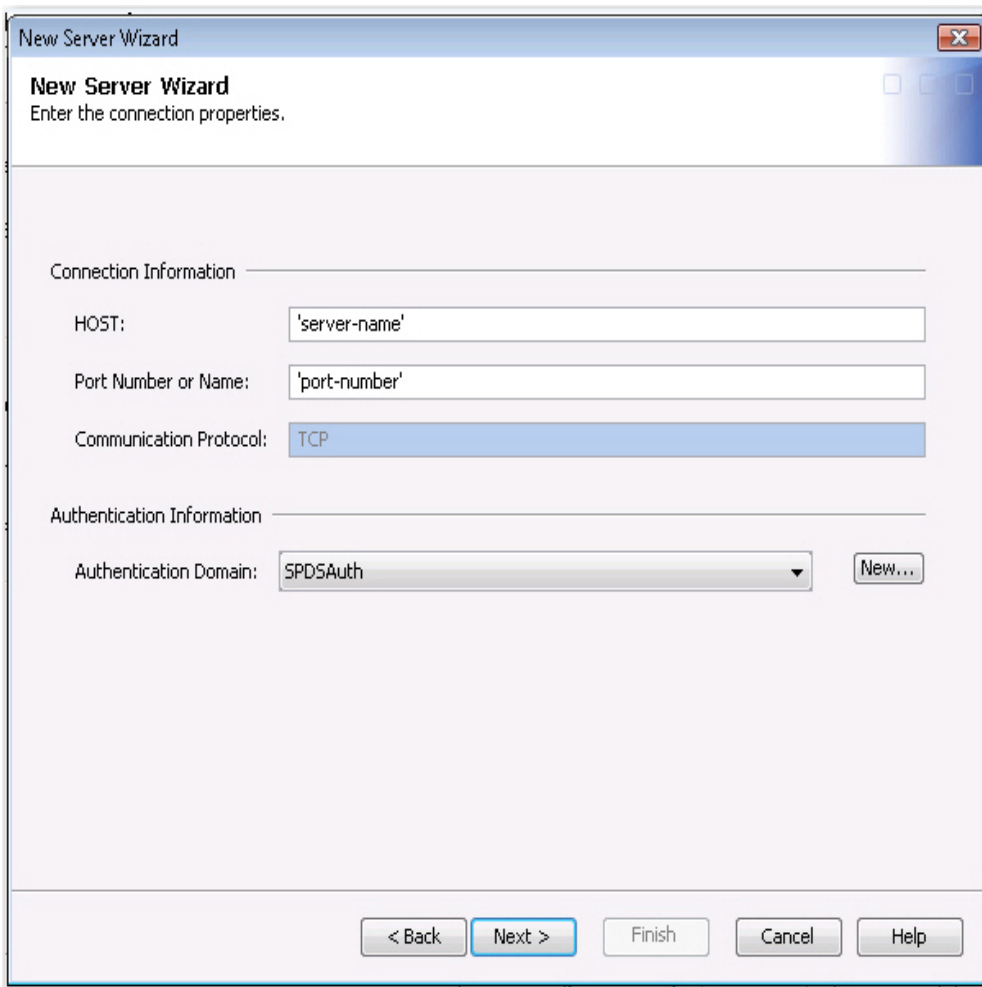 New Server Wizard
New Server Wizard
Enter the connection properties.
Connection Information
HOST: 'server-name'
Port Number or Name: 'port-number'
Communication Protocol: TCP
Authentication Information
Authentication Domain: SPDSAuth New...
< Back Next > Finish Cancel Help